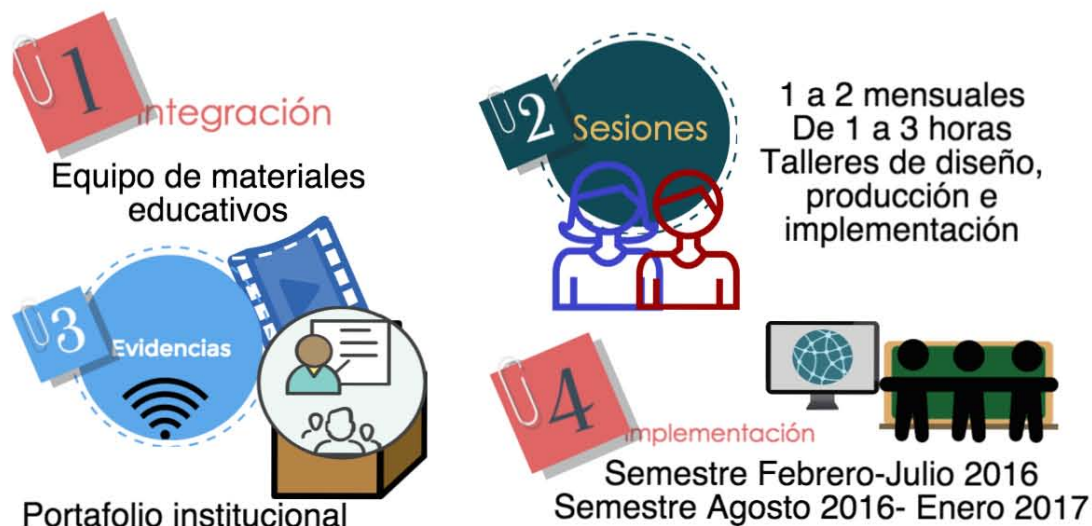 1
integración
Equipo de materiales
educativos
2
Sesiones
1 a 2 mensuales
De 1 a 3 horas
Talleres de diseño,
producción e
implementación
3
Evidencias
Portafolio institucional
4
implementación
Semestre Febrero-Julio 2016
Semestre Agosto 2016- Enero 2017